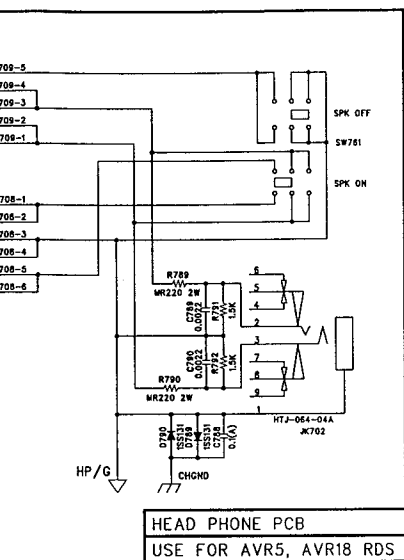 709-5
709-4
709-3
709-2
709-1
SPK OFF
SW761
SPK ON
708-1
708-2
708-3
708-4
708-5
708-6
R789
MR220 2W
C789
0.0022
R791
1.5K
C790
0.0022
R792
1.5K
R790
MR220 2W
6
5
4
2
3
7
8
9
1
HTJ-064-04A
JK702
D790
1SS131
D789
1SS131
C788
0.1(A)
HP/G
CHGND
HEAD PHONE PCB
USE FOR AVR5, AVR18 RDS